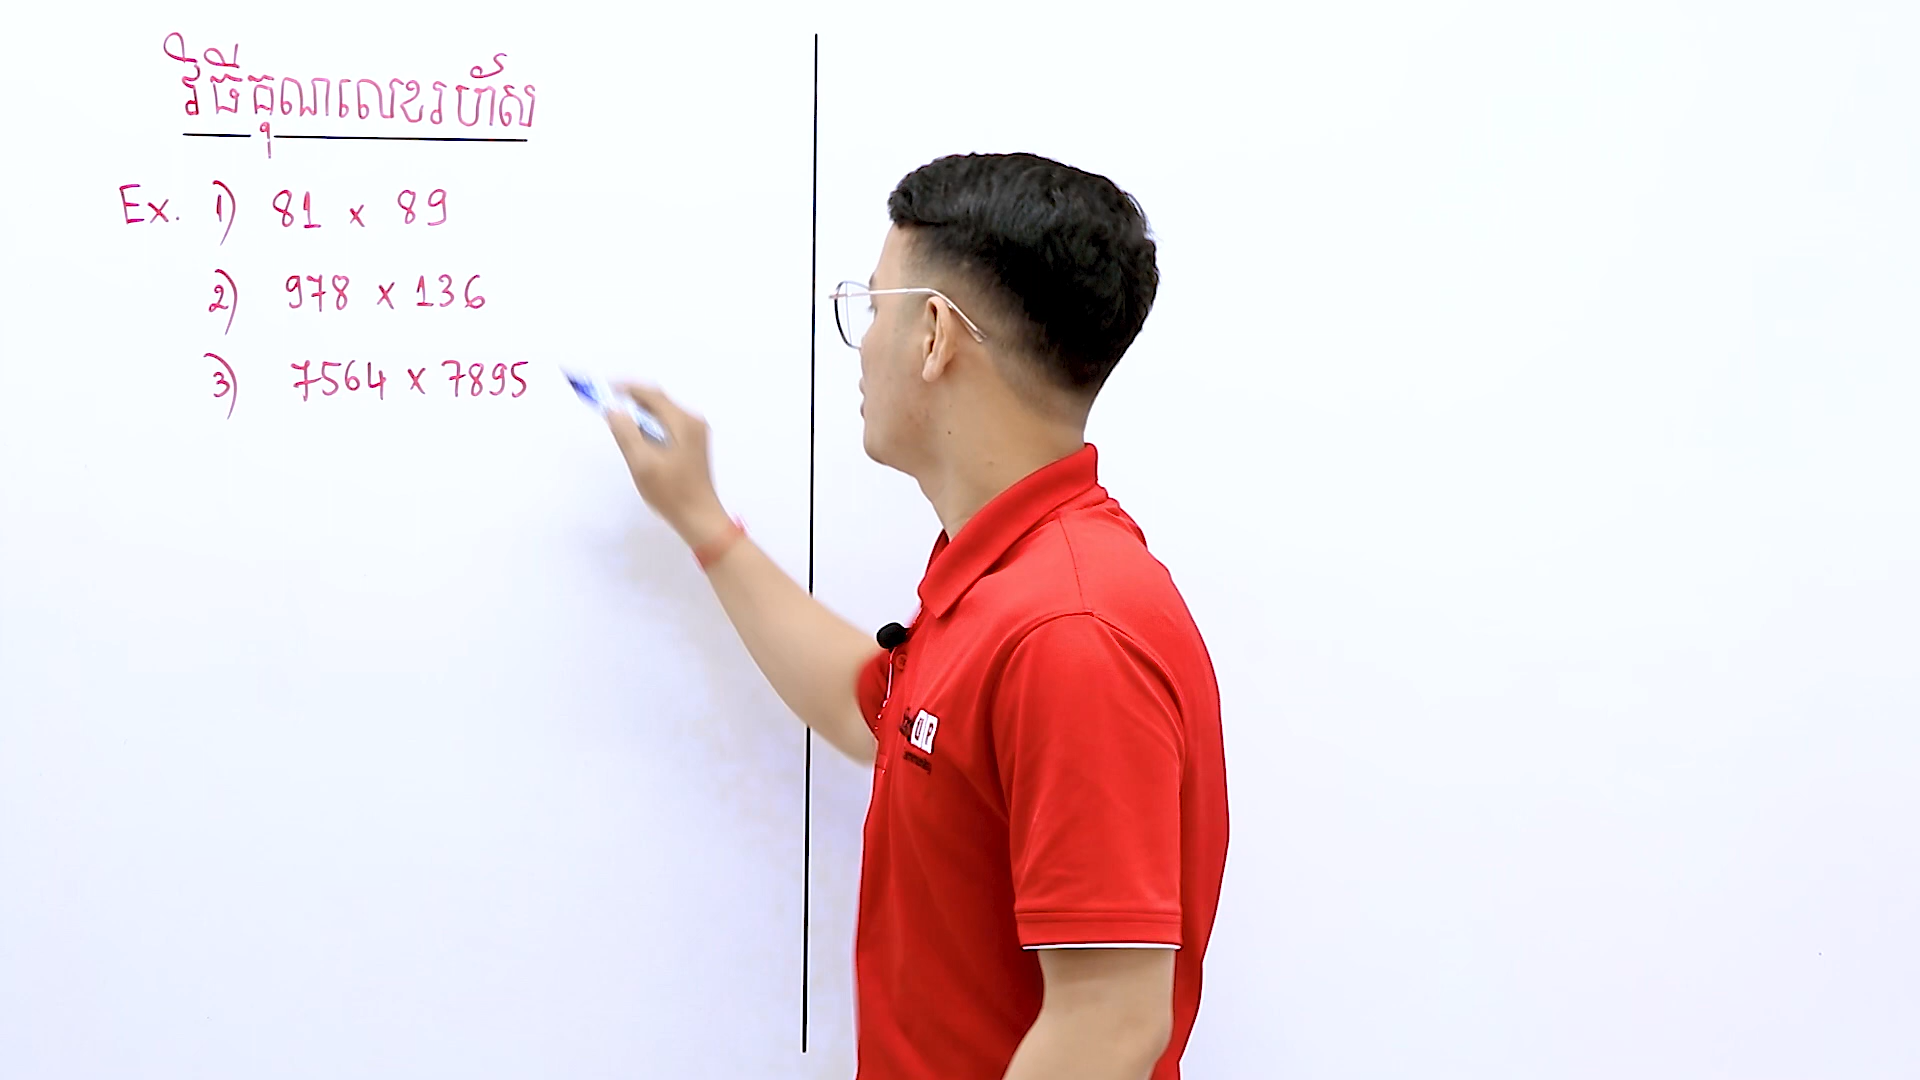 វិធីគុណលេខរហ័ស
Ex. 1) 81 x 89
2) 978 x 136
3) 7564 x 7895